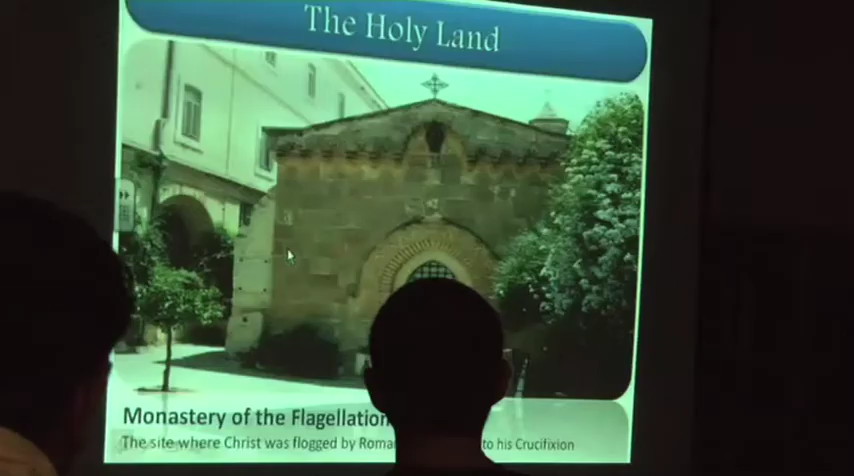 The Holy Land
Monastery of the Flagellation
The site where Christ was flogged by to his Crucifixion